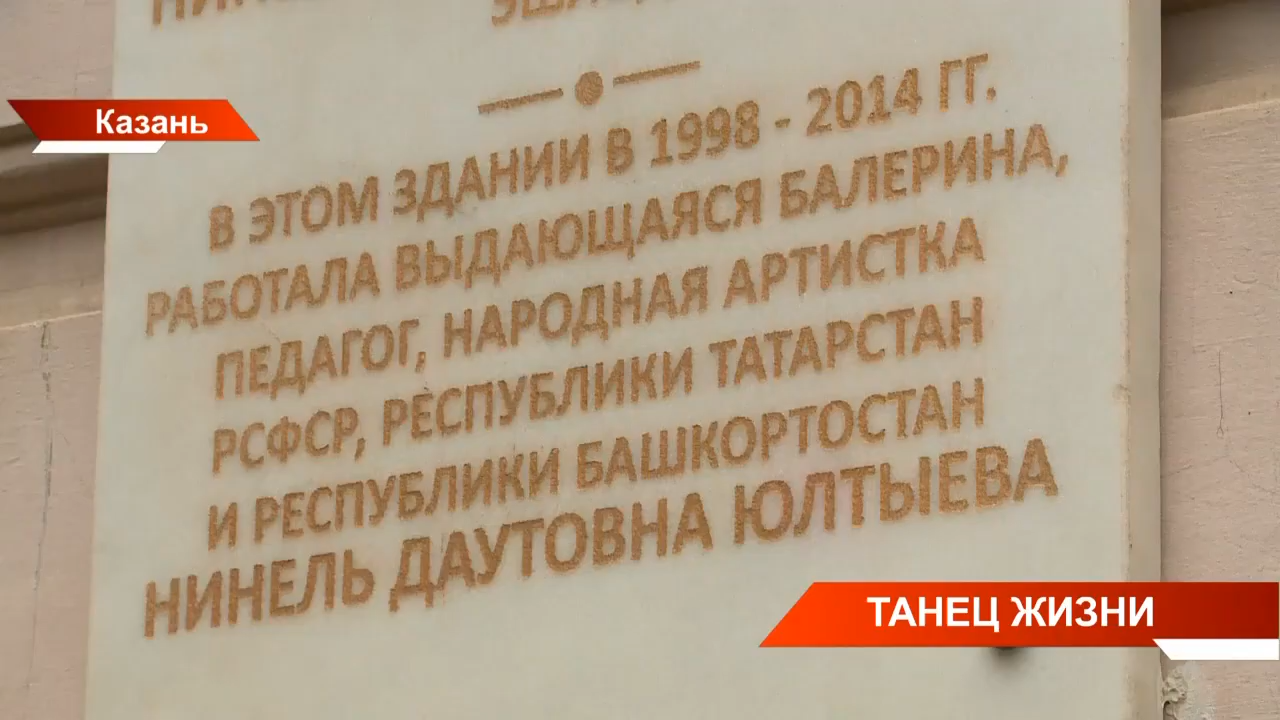 Казань
В ЭТОМ ЗДАНИИ В 1998 - 2014 ГГ.
РАБОТАЛА ВЫДАЮЩАЯСЯ БАЛЕРИНА,
ПЕДАГОГ, НАРОДНАЯ АРТИСТКА
РСФСР, РЕСПУБЛИКИ ТАТАРСТАН
И РЕСПУБЛИКИ БАШКОРТОСТАН
НИНЕЛЬ ДАУТОВНА ЮЛТЫЕВА
ТАНЕЦ ЖИЗНИ